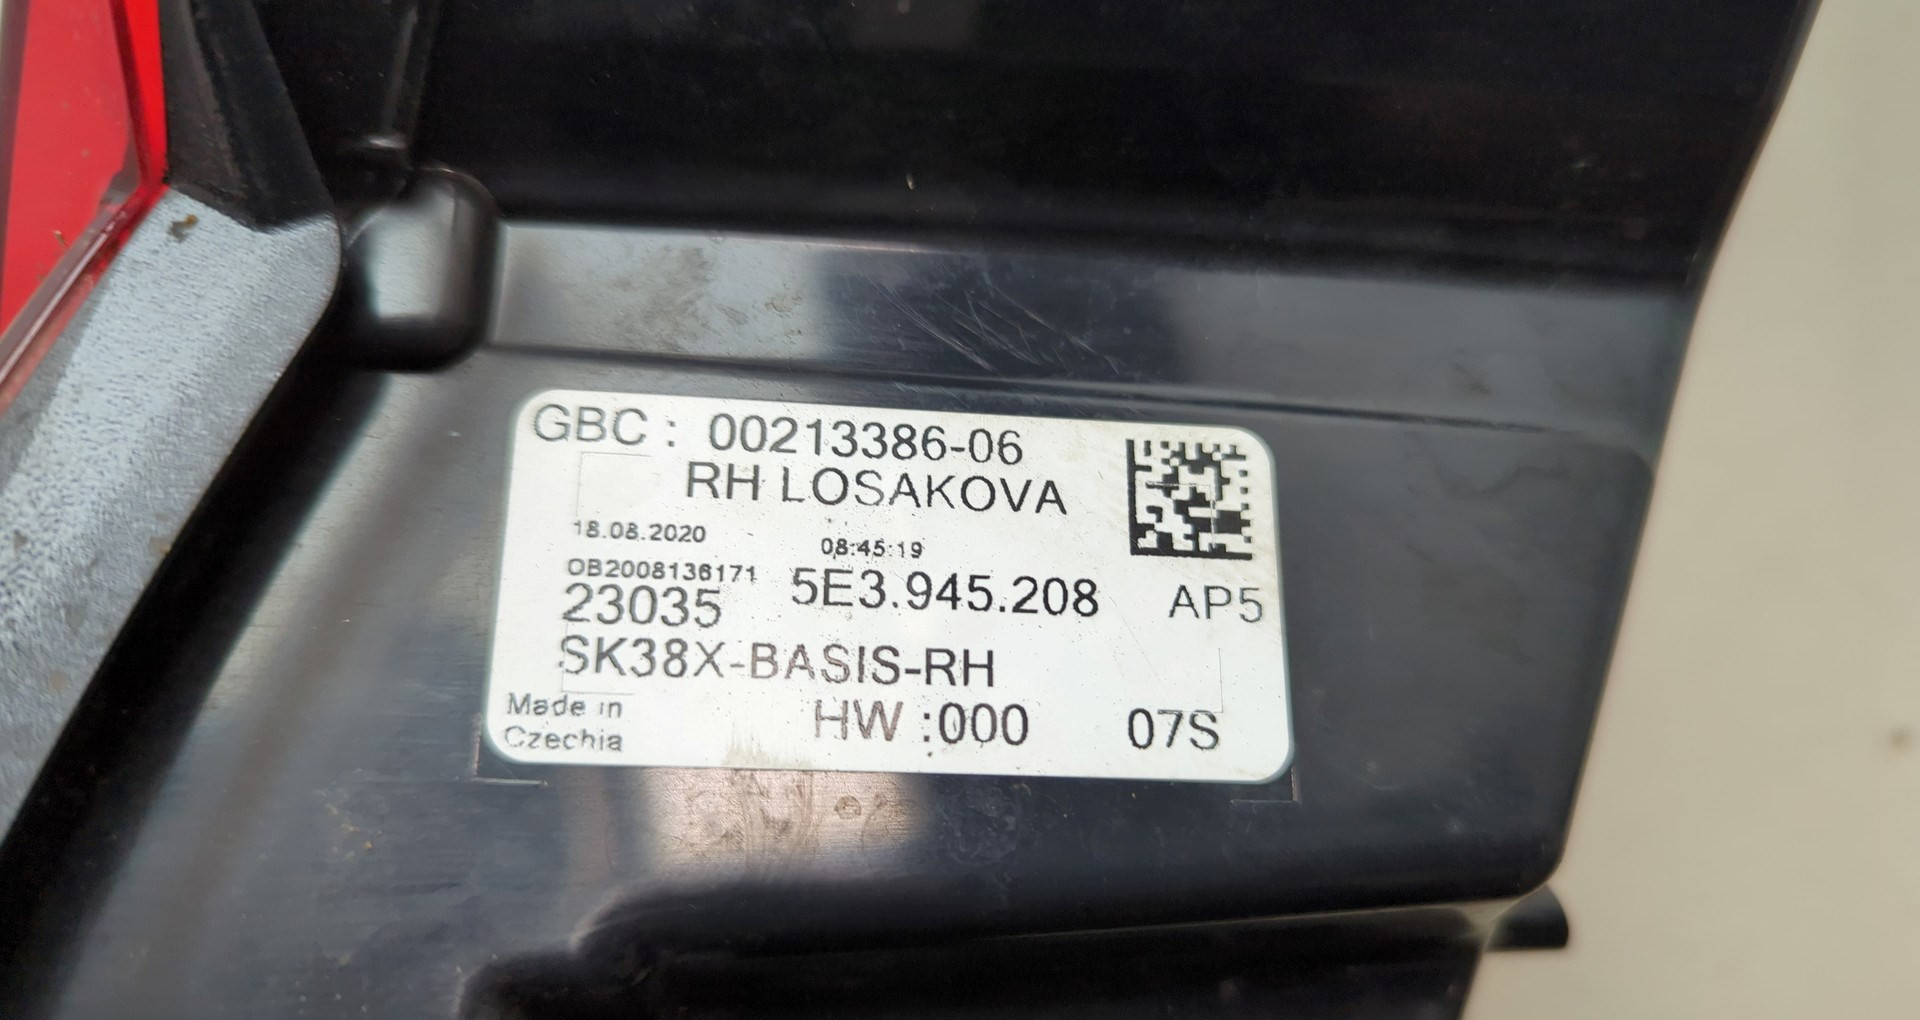 GBC : 00213386-06
RH LOSAKOVA
18.08.2020 08:45:19
OB2008136171
23035 5E3.945.208 AP5
SK38X-BASIS-RH
Made in
Czechia
HW :000 07S